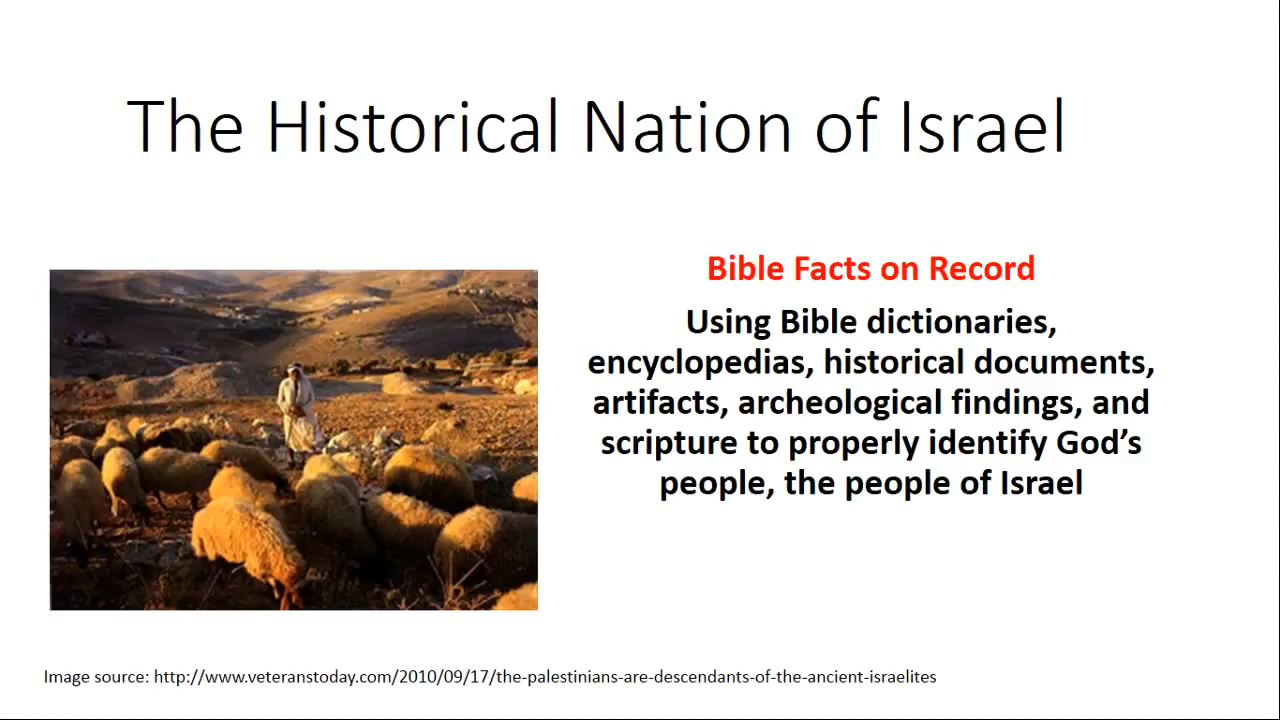 The Historical Nation of Israel
Bible Facts on Record
Using Bible dictionaries,
encyclopedias, historical documents,
artifacts, archeological findings, and
scripture to properly identify God’s
people, the people of Israel
Image source: http://www.veteranstoday.com/2010/09/17/the-palestinians-are-descendants-of-the-ancient-israelites